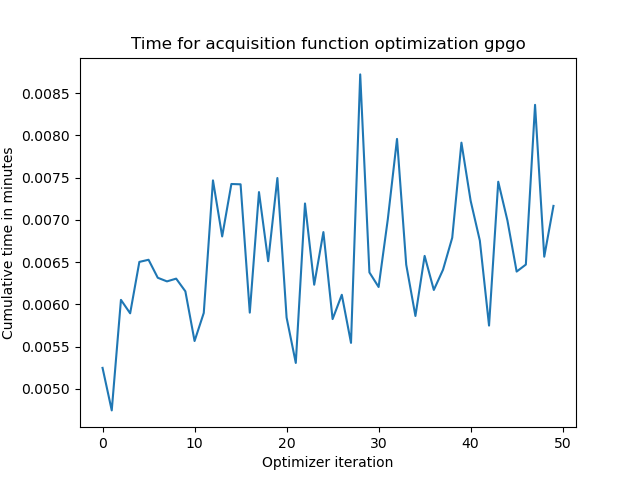 Time for acquisition function optimization gpgo
Cumulative time in minutes
0.0085
0.0080
0.0075
0.0070
0.0065
0.0060
0.0055
0.0050
0 10 20 30 40 50
Optimizer iteration